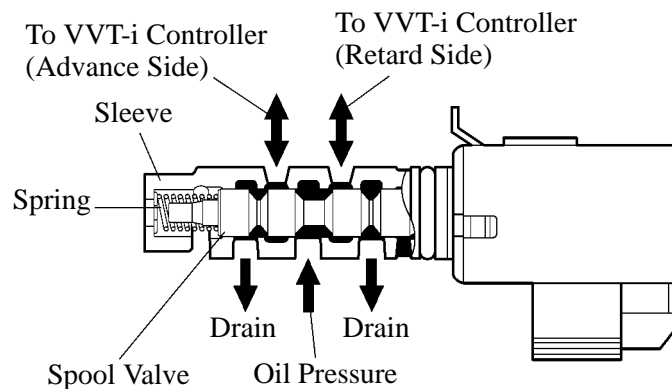 To VVT-i Controller
(Advance Side)
To VVT-i Controller
(Retard Side)
Sleeve
Spring
Drain
Drain
Spool Valve
Oil Pressure